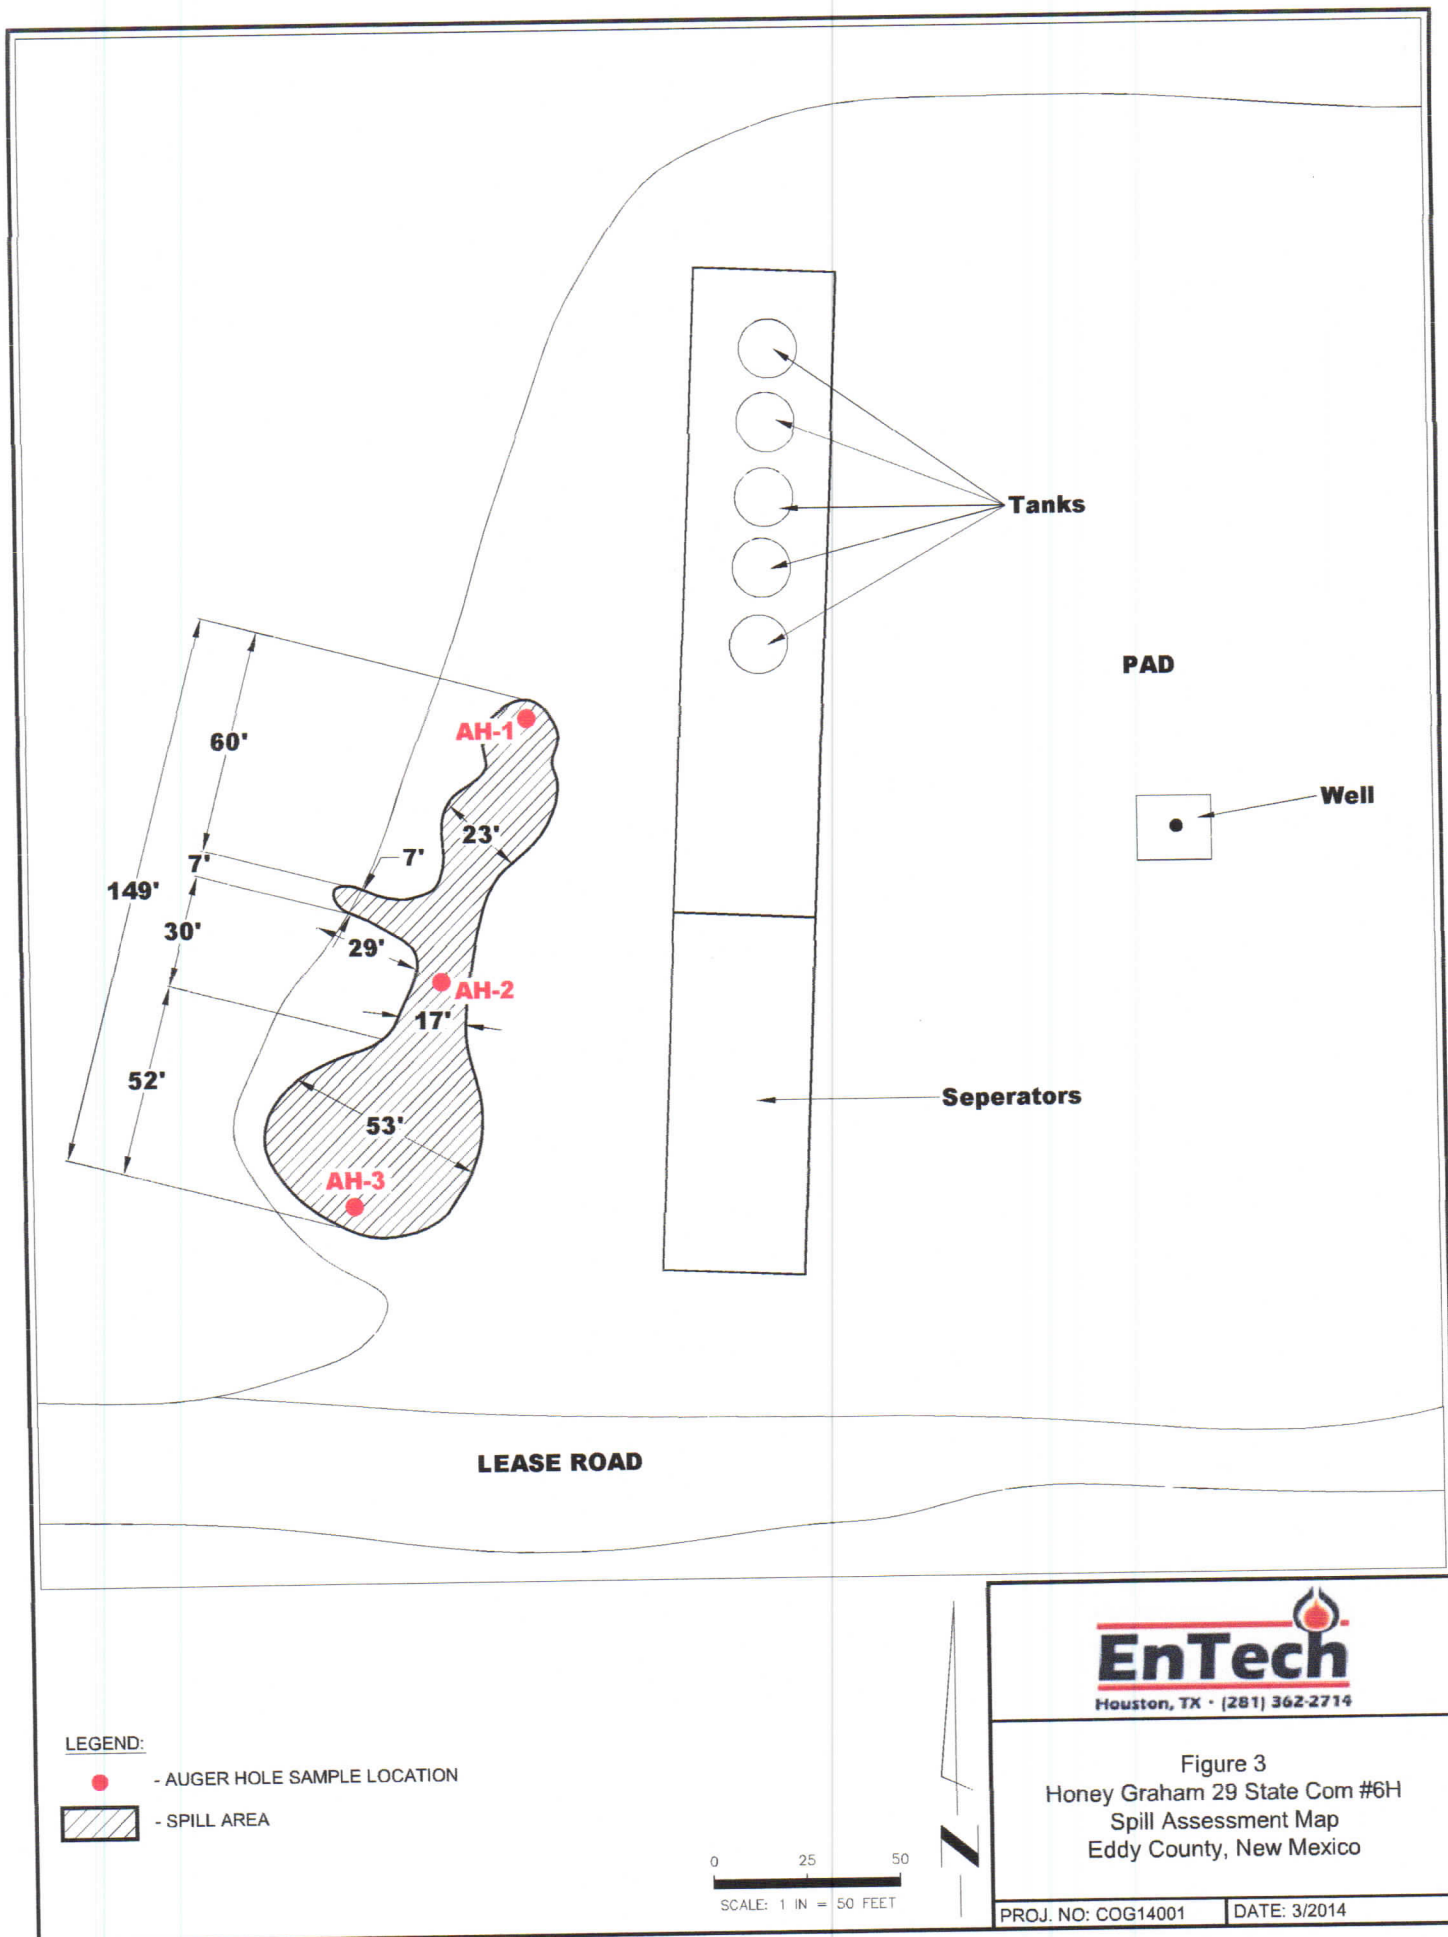 Tanks
PAD
AH-1
60'
Well
23'
7'
7'
149'
30'
29'
AH-2
17'
52'
Seperators
53'
AH-3
LEASE ROAD
EnTech
Houston, TX · (281) 362-2714
LEGEND:
- AUGER HOLE SAMPLE LOCATION
- SPILL AREA
0 25 50
SCALE: 1 IN = 50 FEET
N
Figure 3
Honey Graham 29 State Com #6H
Spill Assessment Map
Eddy County, New Mexico
PROJ. NO: COG14001
DATE: 3/2014